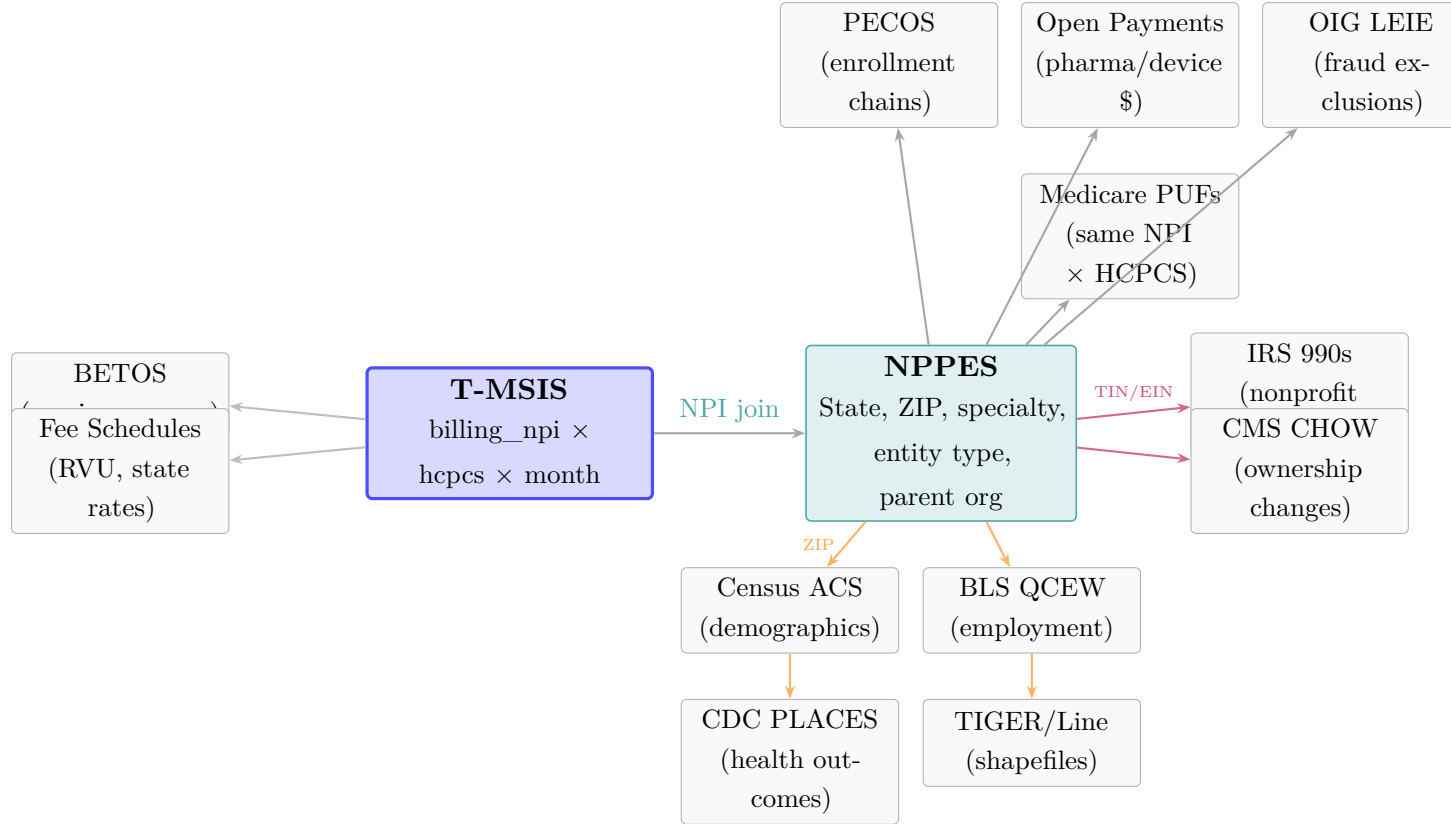 PECOS
(enrollment
chains)
Open Payments
(pharma/device
$)
OIG LEIE
(fraud ex-
clusions)
Medicare PUFs
(same NPI
× HCPCS)
BETOS
Fee Schedules
(RVU, state
rates)
T-MSIS
billing_npi ×
hcpcs × month
NPI join
NPPES
State, ZIP, specialty,
entity type,
parent org
TIN/EIN
IRS 990s
(nonprofit
CMS CHOW
(ownership
changes)
ZIP
Census ACS
(demographics)
BLS QCEW
(employment)
CDC PLACES
(health out-
comes)
TIGER/Line
(shapefiles)